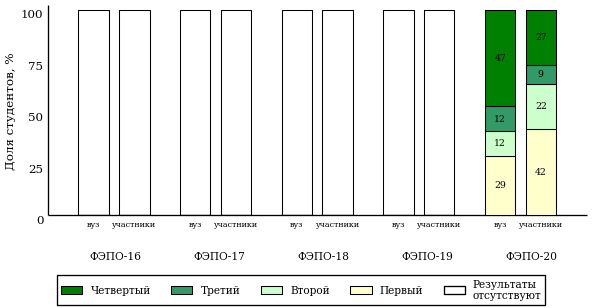 Доля студентов, %
100
75
50
25
0
47
12
12
29
27
9
22
42
вуз участники вуз участники вуз участники вуз участники вуз участники
ФЭПО-16 ФЭПО-17 ФЭПО-18 ФЭПО-19 ФЭПО-20
Четвертый Третий Второй Первый Результаты
отсутствуют